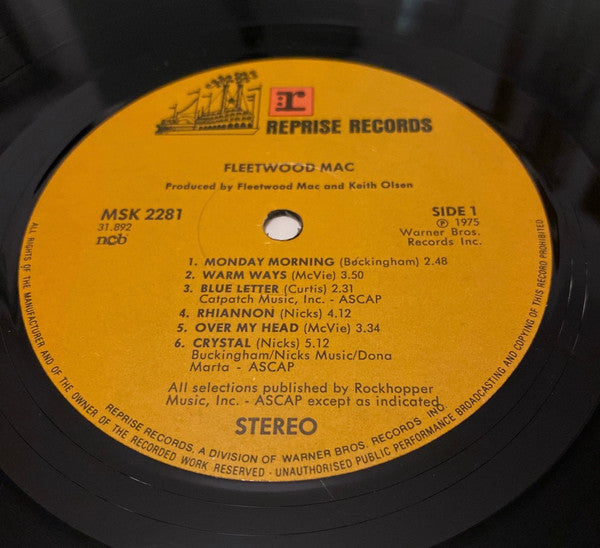 r
REPRISE RECORDS
FLEETWOOD MAC
Produced by Fleetwood Mac and Keith Olsen
MSK 2281
31.892
ncb
SIDE 1
℗ 1975
Warner Bros.
Records Inc.
1. MONDAY MORNING (Buckingham) 2.48
2. WARM WAYS (McVie) 3.50
3. BLUE LETTER (Curtis) 2.31
Catpatch Music, Inc. - ASCAP
4. RHIANNON (Nicks) 4.12
5. OVER MY HEAD (McVie) 3.34
6. CRYSTAL (Nicks) 5.12
Buckingham/Nicks Music/Dona
Marta - ASCAP
All selections published by Rockhopper
Music, Inc. - ASCAP except as indicated
STEREO
REPRISE RECORDS, A DIVISION OF WARNER BROS. RECORDS, INC.
ALL RIGHTS OF THE MANUFACTURER AND OF THE OWNER OF THE RECORDED WORK RESERVED - UNAUTHORISED PUBLIC PERFORMANCE BROADCASTING AND COPYING OF THIS RECORD PROHIBITED